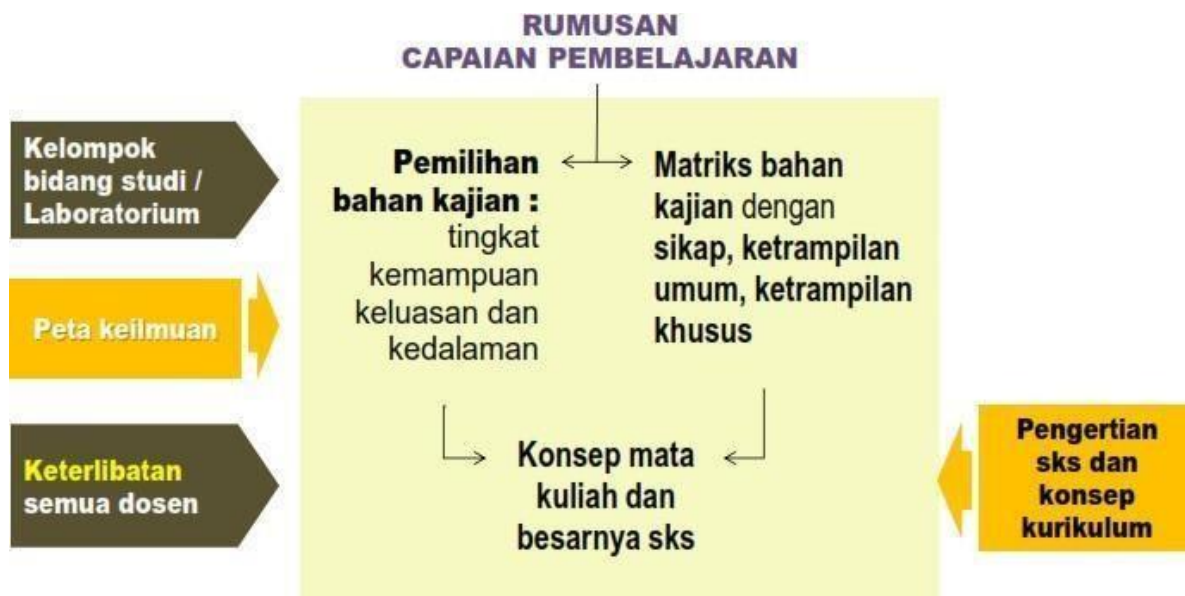 RUMUSAN
CAPAIAN PEMBELAJARAN
Kelompok
bidang studi /
Laboratorium
Peta keilmuan
Keterlibatan
semua dosen
Pemilihan
bahan kajian :
tingkat
kemampuan
keluasan dan
kedalaman
Matriks bahan
kajian dengan
sikap, ketrampilan
umum, ketrampilan
khusus
Konsep mata
kuliah dan
besarnya sks
Pengertian
sks dan
konsep
kurikulum